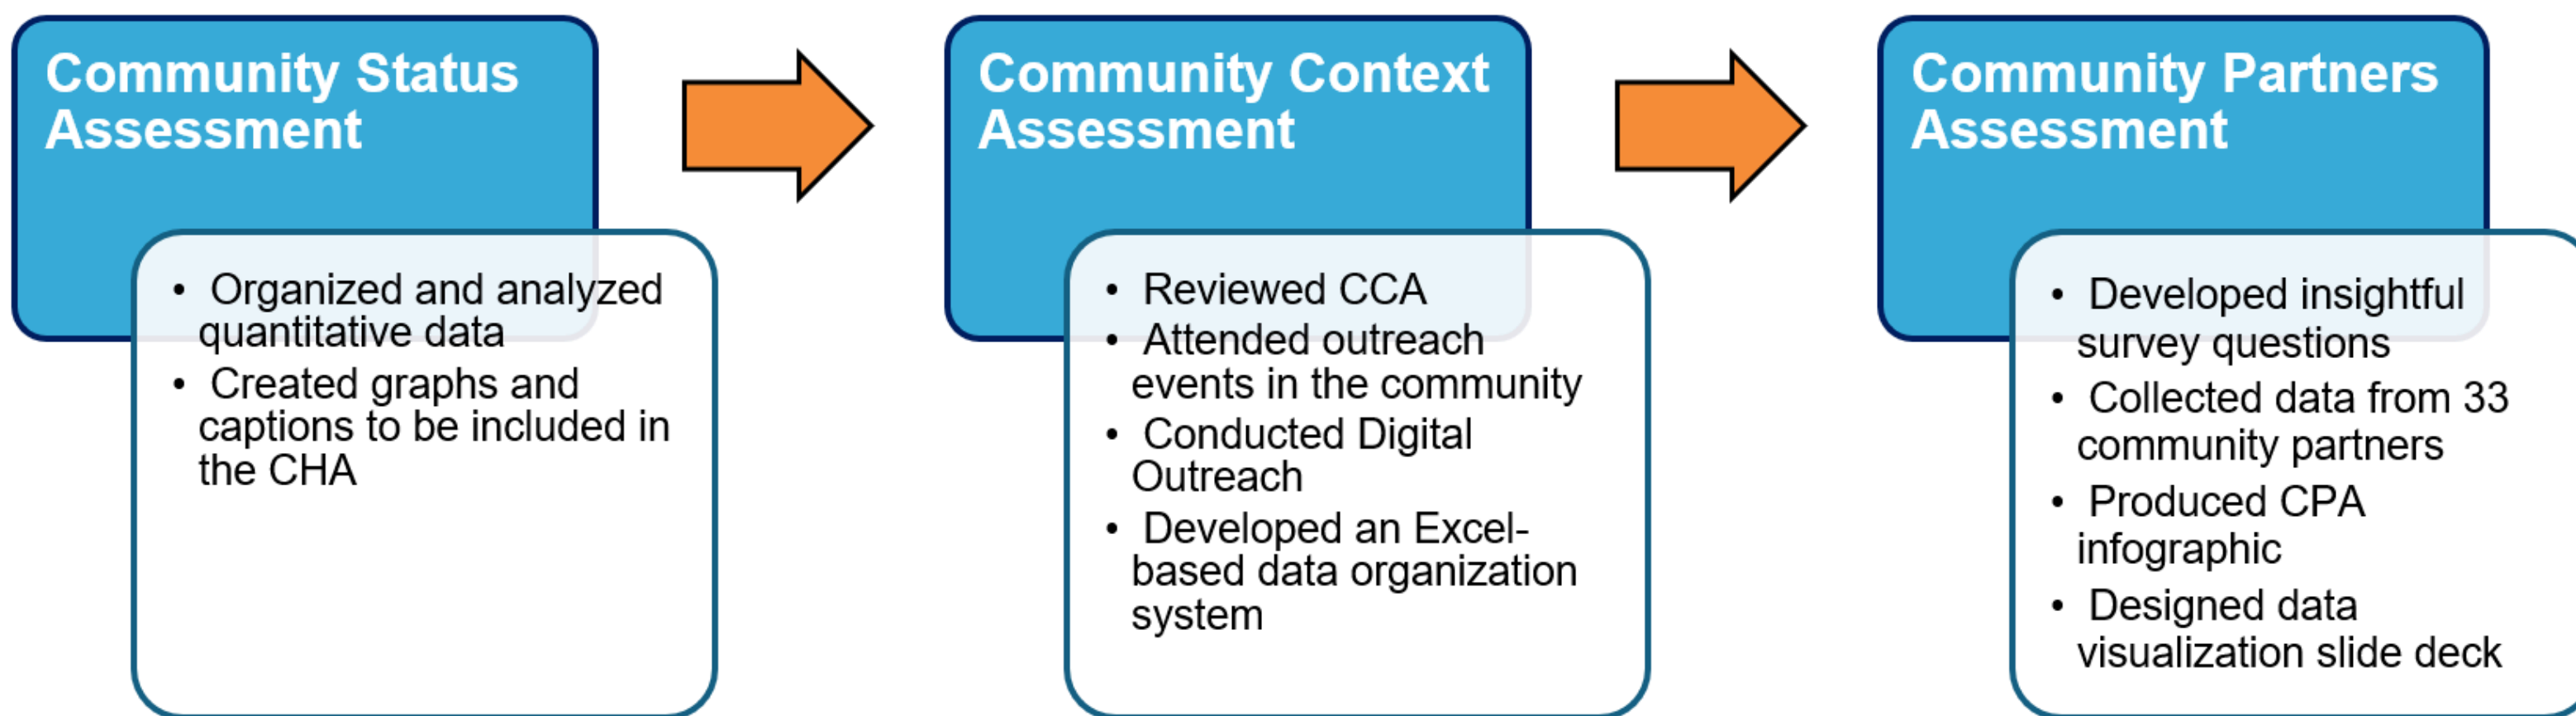 Community Status
Assessment
• Organized and analyzed
quantitative data
• Created graphs and
captions to be included in
the CHA
Community Context
Assessment
• Reviewed CCA
• Attended outreach
events in the community
• Conducted Digital
Outreach
• Developed an Excel-
based data organization
system
Community Partners
Assessment
• Developed insightful
survey questions
• Collected data from 33
community partners
• Produced CPA
infographic
• Designed data
visualization slide deck